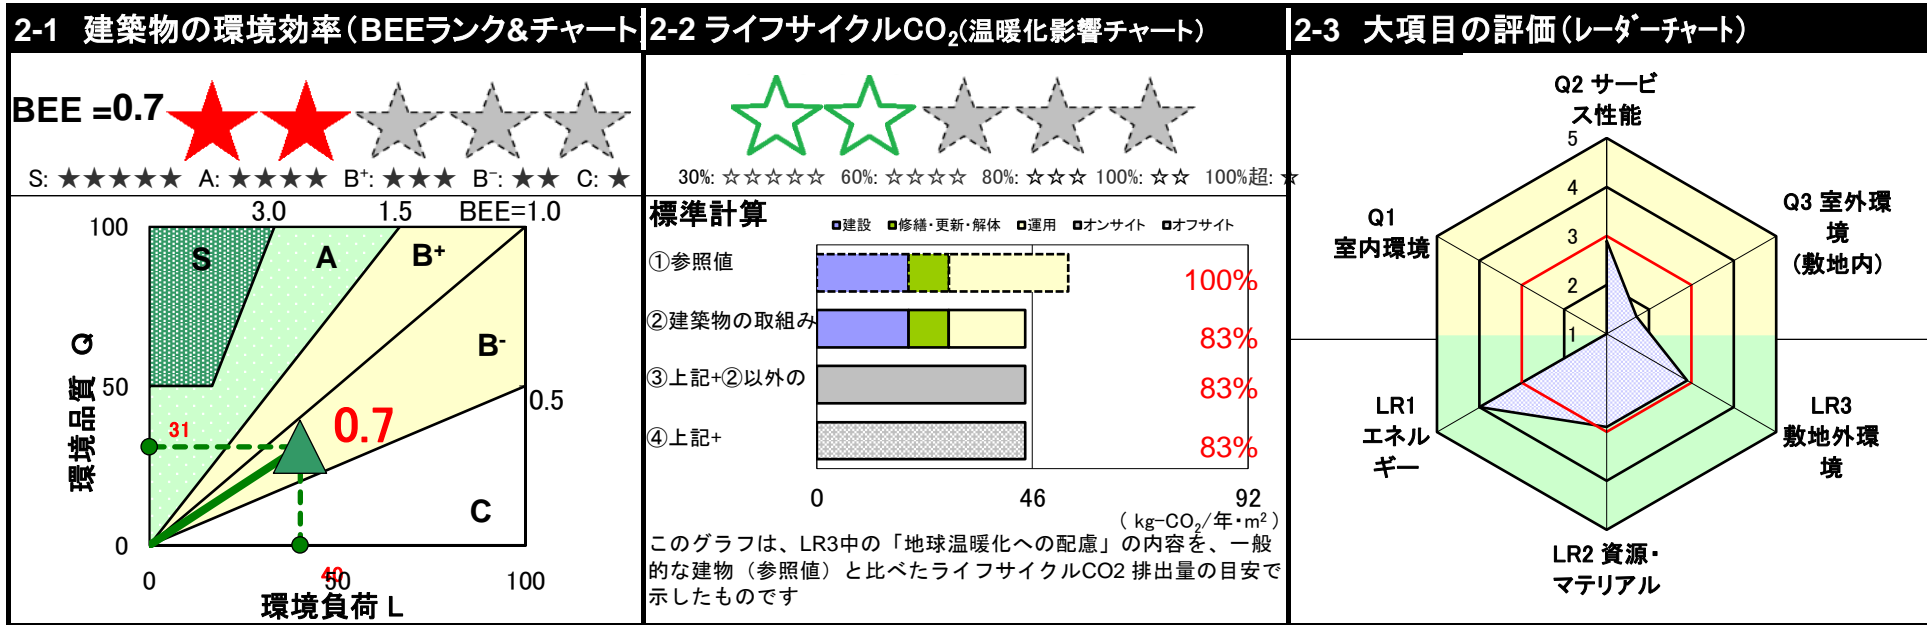 2-1 建築物の環境効率(BEEランク&チャート
BEE =0.7
S: ★★★★★ A: ★★★★ B⁺: ★★★ B⁻: ★★ C: ★
3.0 1.5 BEE=1.0
100
S A B⁺
B⁻
50
0.5
31
0.7
環境品質 Q
C
0
0 40 50 100
環境負荷 L
2-2 ライフサイクルCO₂(温暖化影響チャート)
30%: ☆☆☆☆☆ 60%: ☆☆☆☆ 80%: ☆☆☆ 100%: ☆☆ 100%超: ☆
標準計算
■建設 ■修繕・更新・解体 □運用 ■オンサイト ■オフサイト
①参照値 100%
②建築物の取組み 83%
③上記+②以外の 83%
④上記+ 83%
0 46 92
( kg-CO₂/年・m² )
このグラフは、LR3中の「地球温暖化への配慮」の内容を、一般
的な建物(参照値)と比べたライフサイクルCO2 排出量の目安で
示したものです
2-3 大項目の評価(レーダーチャート)
Q2 サービ
ス性能
5
4
3
2
1
Q1
室内環境
Q3 室外環
境
(敷地内)
LR1
エネル
ギー
LR3
敷地外環
境
LR2 資源・
マテリアル